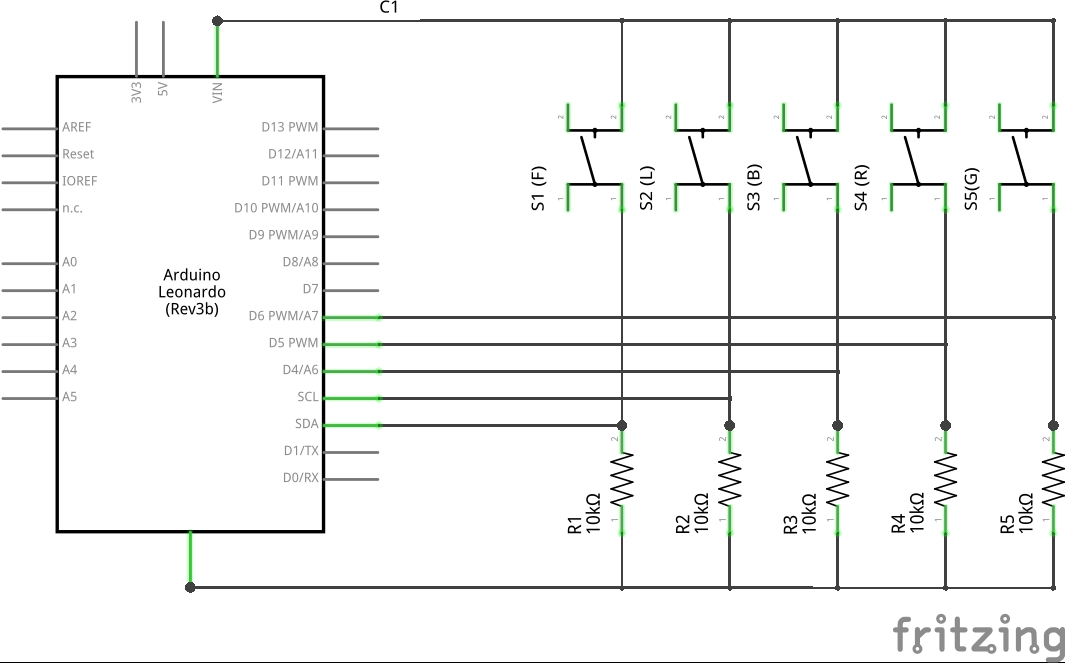 C1
3V3
5V
VIN
AREF
Reset
IOREF
n.c.
A0
A1
A2
A3
A4
A5
Arduino
Leonardo
(Rev3b)
D13 PWM
D12/A11
D11 PWM
D10 PWM/A10
D9 PWM/A9
D8/A8
D7
D6 PWM/A7
D5 PWM
D4/A6
SCL
SDA
D1/TX
D0/RX
2
2
2
2
2
2
2
2
2
2
S1 (F)
S2 (L)
S3 (B)
S4 (R)
S5(G)
1
1
1
1
1
1
1
1
1
1
2
2
2
2
2
R1
10kΩ
R2
10kΩ
R3
10kΩ
R4
10kΩ
R5
10kΩ
1
1
1
1
1
fritzing